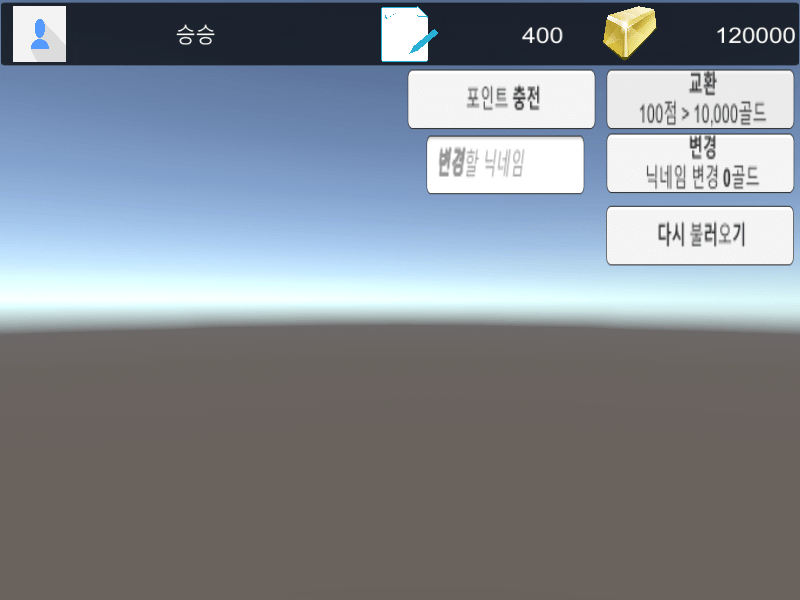 승승
400
120000
포인트 충전
교환
100점 > 10,000골드
변경할 닉네임
변경
닉네임 변경 0골드
다시 불러오기